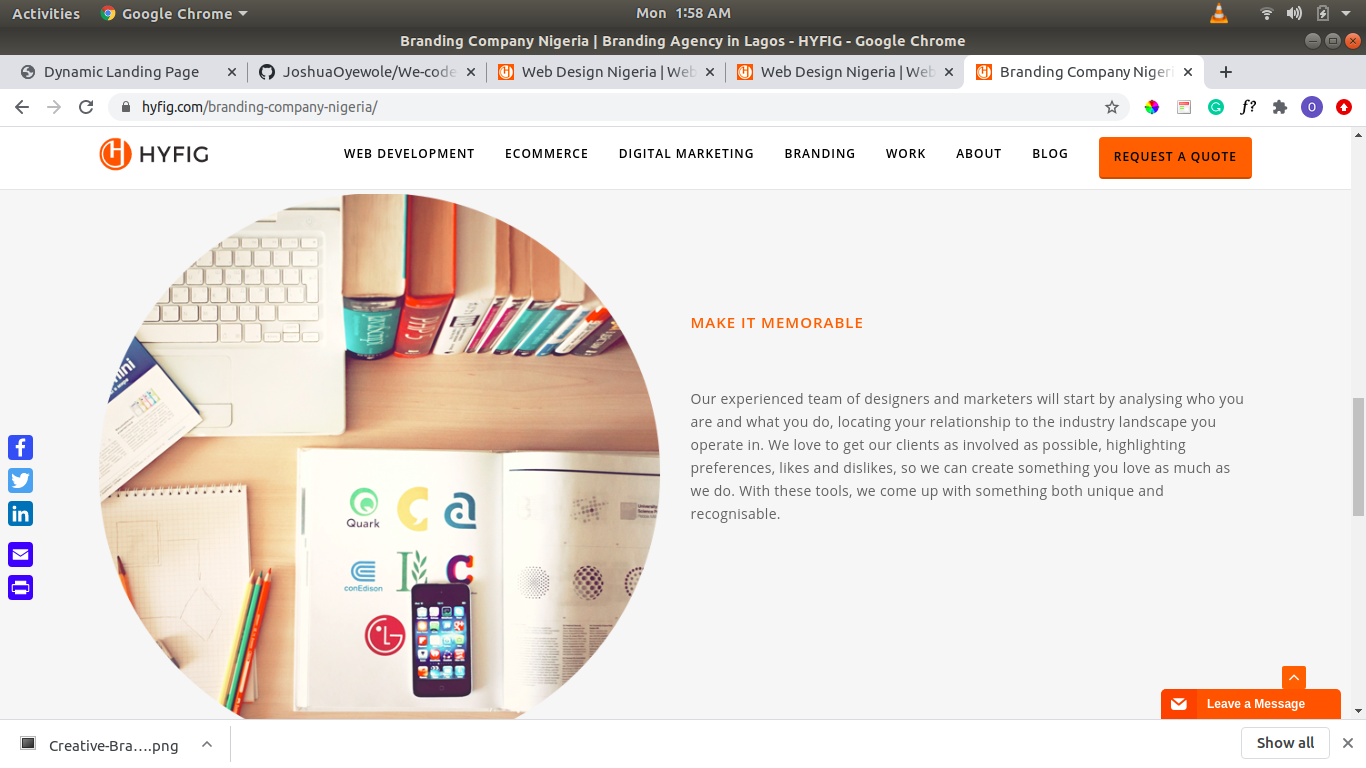 Activities
Google Chrome
Mon 1:58 AM
Branding Company Nigeria | Branding Agency in Lagos - HYFIG - Google Chrome
Dynamic Landing Page
JoshuaOyewole/We-code
Web Design Nigeria | Web
Web Design Nigeria | Web
Branding Company Nigeri
hyfig.com/branding-company-nigeria/
f?
O
HYFIG
WEB DEVELOPMENT
ECOMMERCE
DIGITAL MARKETING
BRANDING
WORK
ABOUT
BLOG
REQUEST A QUOTE
MAKE IT MEMORABLE
Our experienced team of designers and marketers will start by analysing who you
are and what you do, locating your relationship to the industry landscape you
operate in. We love to get our clients as involved as possible, highlighting
preferences, likes and dislikes, so we can create something you love as much as
we do. With these tools, we come up with something both unique and
recognisable.
Quark
conEdison
LG
Leave a Message
Creative-Bra….png
Show all